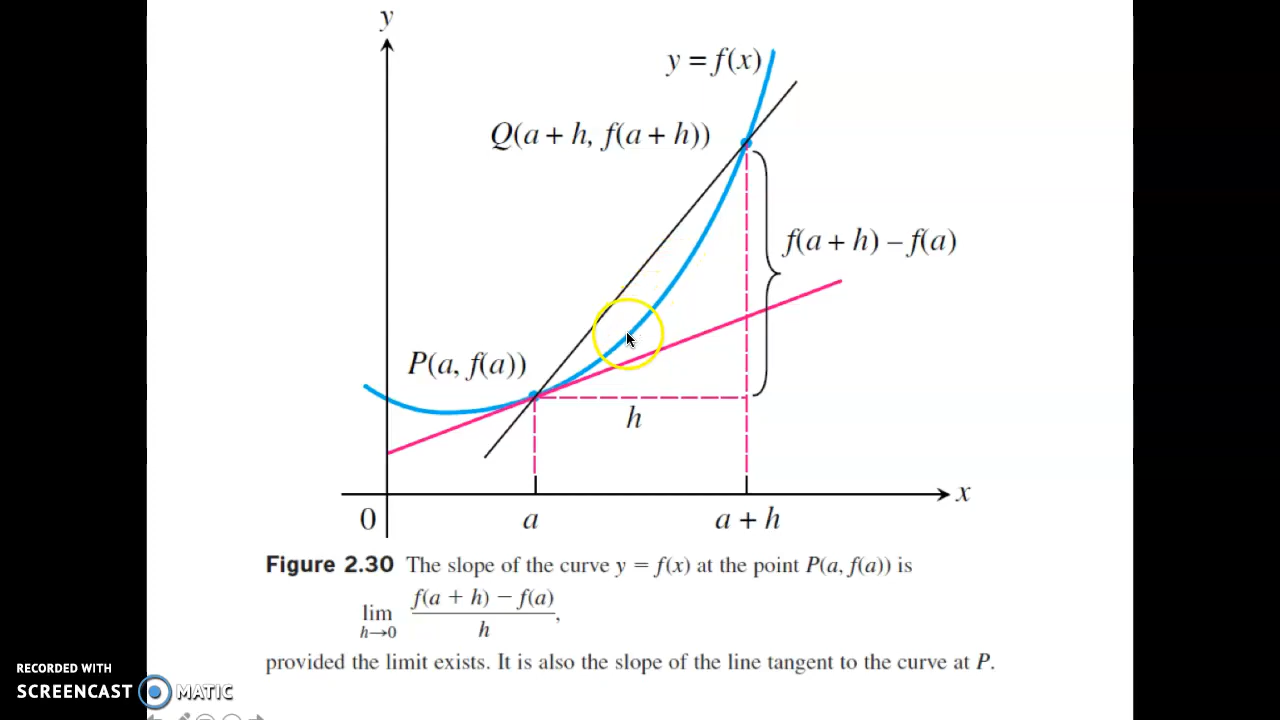 y
y = f(x)
Q(a + h, f(a + h))
f(a + h) – f(a)
P(a, f(a))
h
x
0
a
a + h
Figure 2.30 The slope of the curve y = f(x) at the point P(a, f(a)) is
lim h→0 f(a + h) − f(a) / h,
provided the limit exists. It is also the slope of the line tangent to the curve at P.
RECORDED WITH
SCREENCAST MATIC